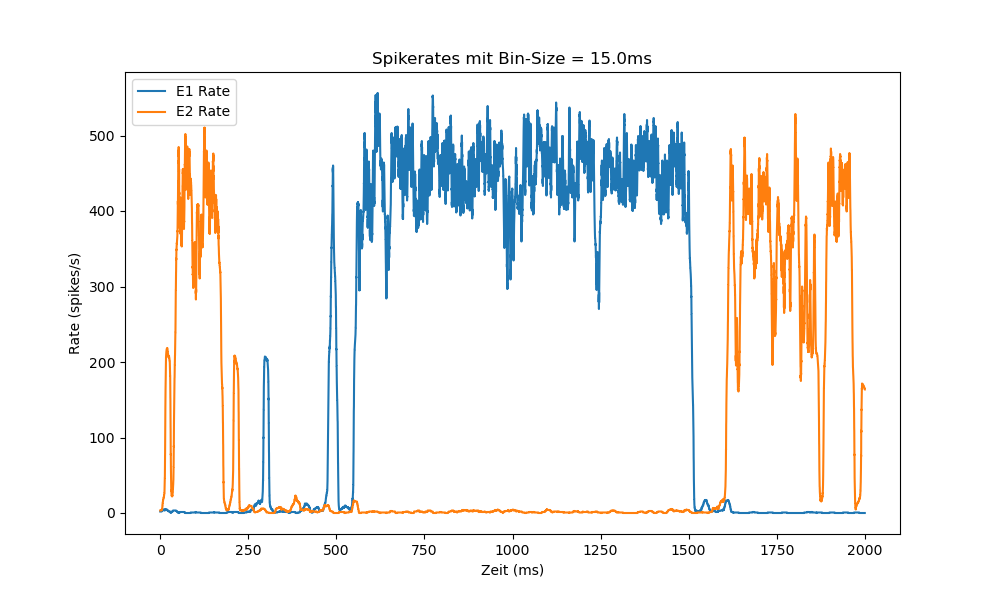 Spikerates mit Bin-Size = 15.0ms
E1 Rate
E2 Rate
Rate (spikes/s)
500
400
300
200
100
0
0 250 500 750 1000 1250 1500 1750 2000
Zeit (ms)